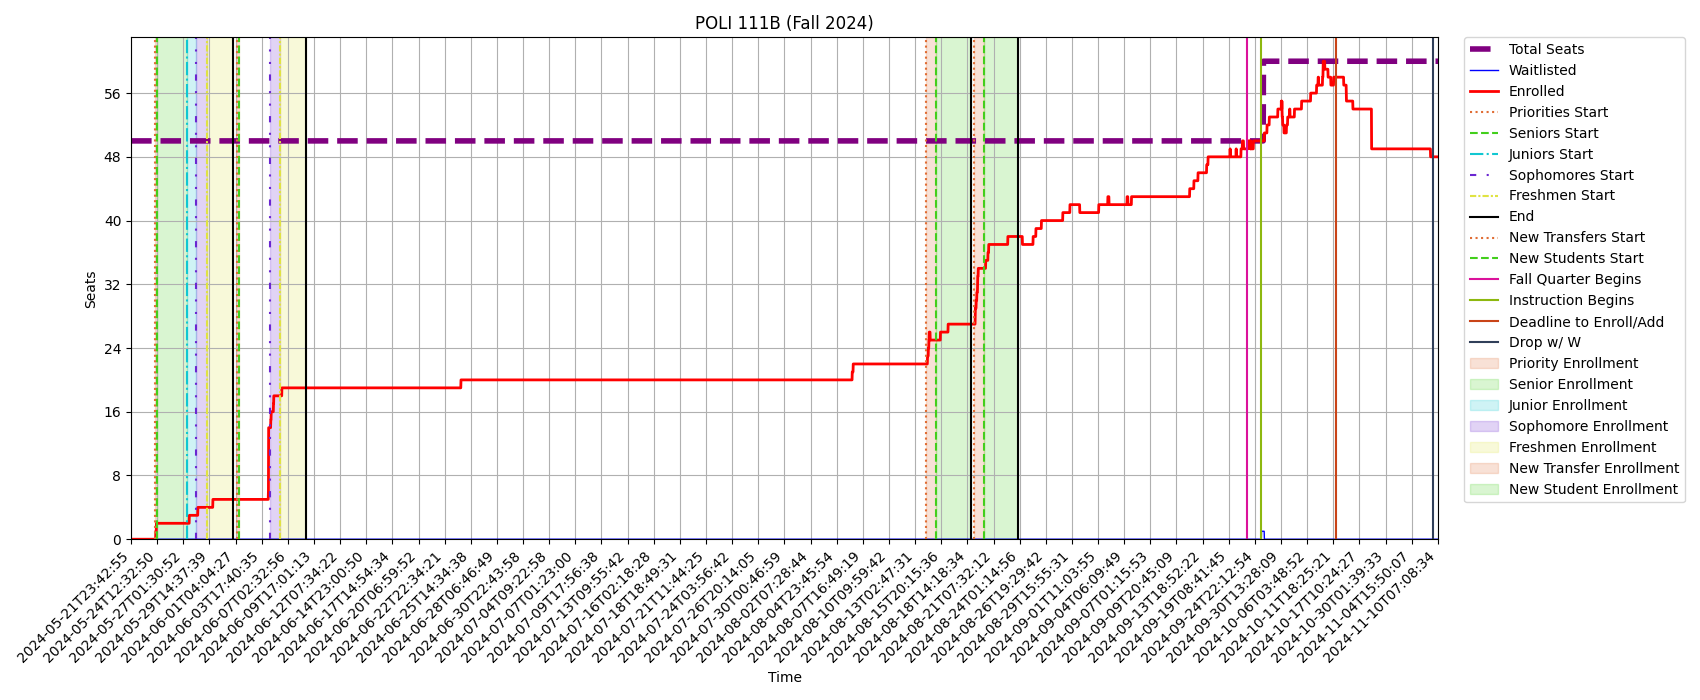 POLI 111B (Fall 2024)
Seats
56
48
40
32
24
16
8
0
2024-05-21T23:42:55
2024-05-24T12:32:50
2024-05-27T01:30:52
2024-05-29T14:37:39
2024-06-01T04:04:27
2024-06-03T17:40:35
2024-06-07T02:32:56
2024-06-09T17:01:13
2024-06-12T07:34:22
2024-06-14T23:00:50
2024-06-17T14:54:34
2024-06-20T06:59:52
2024-06-22T22:34:21
2024-06-25T14:34:38
2024-06-28T06:46:49
2024-06-30T22:43:58
2024-07-04T09:22:58
2024-07-07T01:23:00
2024-07-09T17:56:38
2024-07-13T09:55:42
2024-07-16T02:18:29
2024-07-18T18:49:31
2024-07-21T11:44:25
2024-07-24T03:56:42
2024-07-26T20:14:05
2024-07-30T00:46:59
2024-08-02T07:28:44
2024-08-04T23:45:54
2024-08-07T16:49:19
2024-08-10T09:59:42
2024-08-13T02:47:31
2024-08-15T20:15:36
2024-08-18T14:18:34
2024-08-21T07:32:12
2024-08-24T01:14:56
2024-08-26T19:29:42
2024-08-29T15:55:31
2024-09-01T11:03:55
2024-09-04T06:09:49
2024-09-07T01:15:53
2024-09-09T20:45:09
2024-09-13T18:52:22
2024-09-19T08:41:45
2024-09-24T22:12:54
2024-09-30T13:28:09
2024-10-06T03:48:52
2024-10-11T18:25:21
2024-10-17T10:24:27
2024-10-30T01:39:33
2024-11-04T15:50:07
2024-11-10T07:08:34
Time
Total Seats
Waitlisted
Enrolled
Priorities Start
Seniors Start
Juniors Start
Sophomores Start
Freshmen Start
End
New Transfers Start
New Students Start
Fall Quarter Begins
Instruction Begins
Deadline to Enroll/Add
Drop w/ W
Priority Enrollment
Senior Enrollment
Junior Enrollment
Sophomore Enrollment
Freshmen Enrollment
New Transfer Enrollment
New Student Enrollment